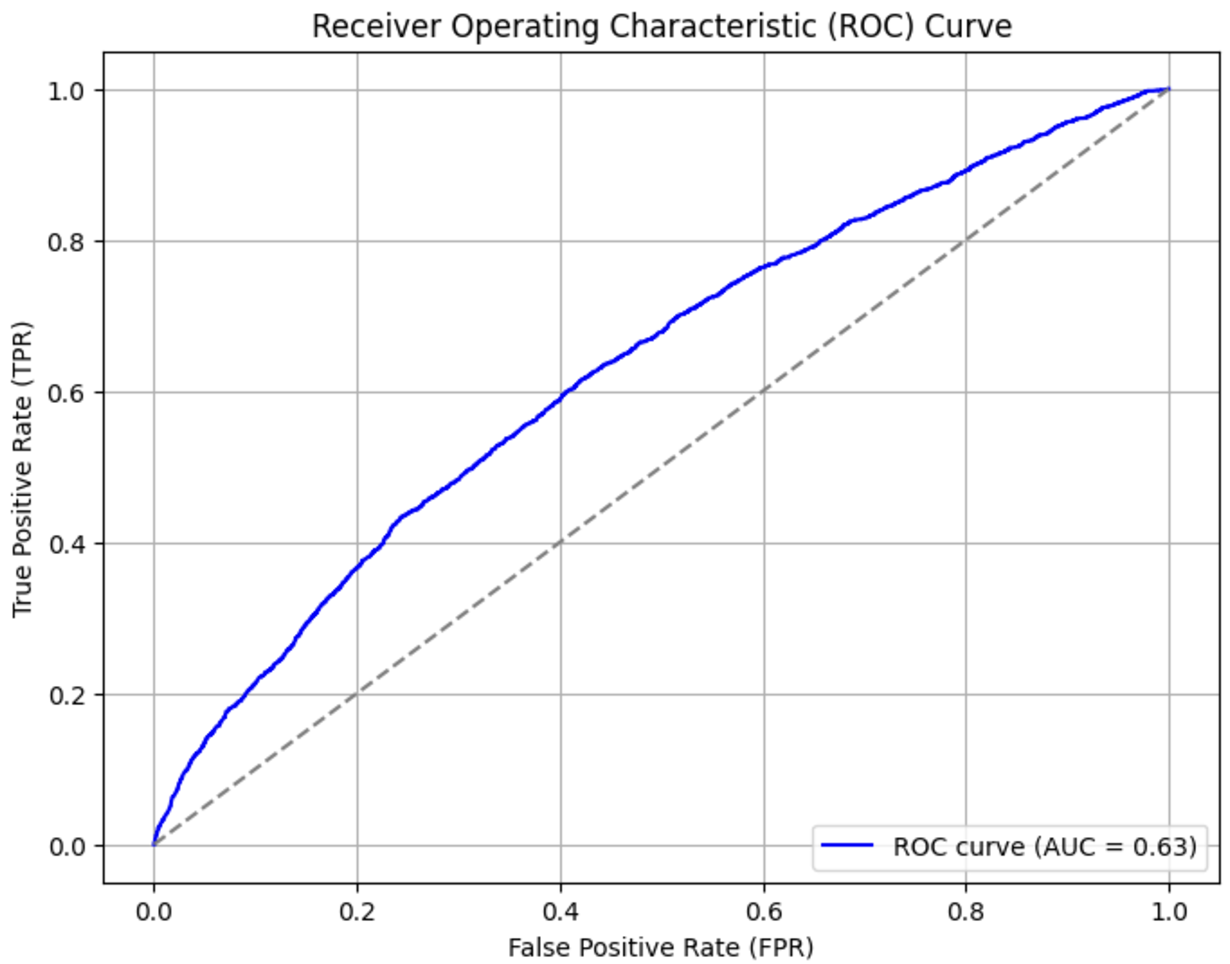 Receiver Operating Characteristic (ROC) Curve
1.0
0.8
0.6
0.4
0.2
0.0
True Positive Rate (TPR)
ROC curve (AUC = 0.63)
0.0 0.2 0.4 0.6 0.8 1.0
False Positive Rate (FPR)